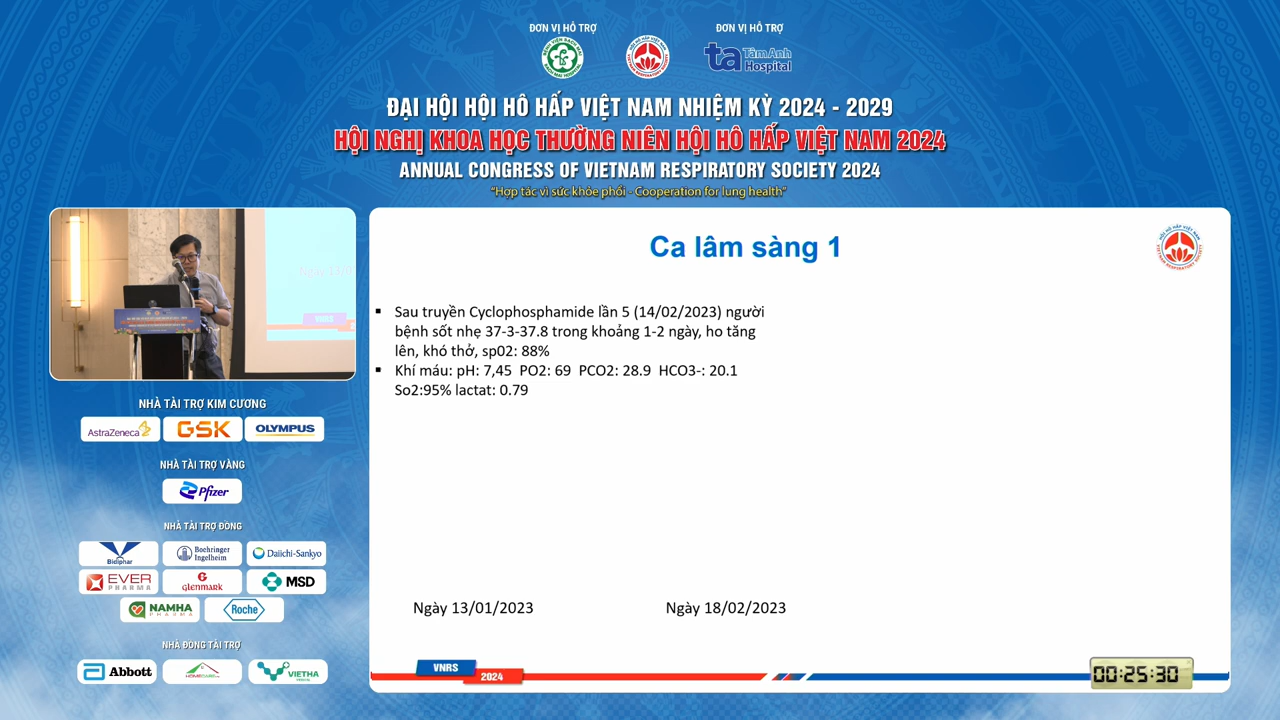 ĐƠN VỊ HỖ TRỢ
ĐƠN VỊ HỖ TRỢ
TâmAnh
Hospital
ĐẠI HỘI HỘI HÔ HẤP VIỆT NAM NHIỆM KỲ 2024 - 2029
HỘI NGHỊ KHOA HỌC THƯỜNG NIÊN HỘI HÔ HẤP VIỆT NAM 2024
ANNUAL CONGRESS OF VIETNAM RESPIRATORY SOCIETY 2024
"Hợp tác vì sức khỏe phổi - Cooperation for lung health"
Ca lâm sàng 1
▪ Sau truyền Cyclophosphamide lần 5 (14/02/2023) người
bệnh sốt nhẹ 37-3-37.8 trong khoảng 1-2 ngày, ho tăng
lên, khó thở, sp02: 88%
▪ Khí máu: pH: 7,45 PO2: 69 PCO2: 28.9 HCO3-: 20.1
So2:95% lactat: 0.79
Ngày 13/01/2023
Ngày 18/02/2023
VNRS
2024
00:25:30
NHÀ TÀI TRỢ KIM CƯƠNG
AstraZeneca
GSK
OLYMPUS
NHÀ TÀI TRỢ VÀNG
Pfizer
NHÀ TÀI TRỢ ĐỒNG
Bidiphar
Boehringer
Ingelheim
Daiichi-Sankyo
EVER
PHARMA
GLENMARK
MSD
NAMHA
PHARMA
Roche
NHÀ ĐỒNG TÀI TRỢ
Abbott
VIETHA